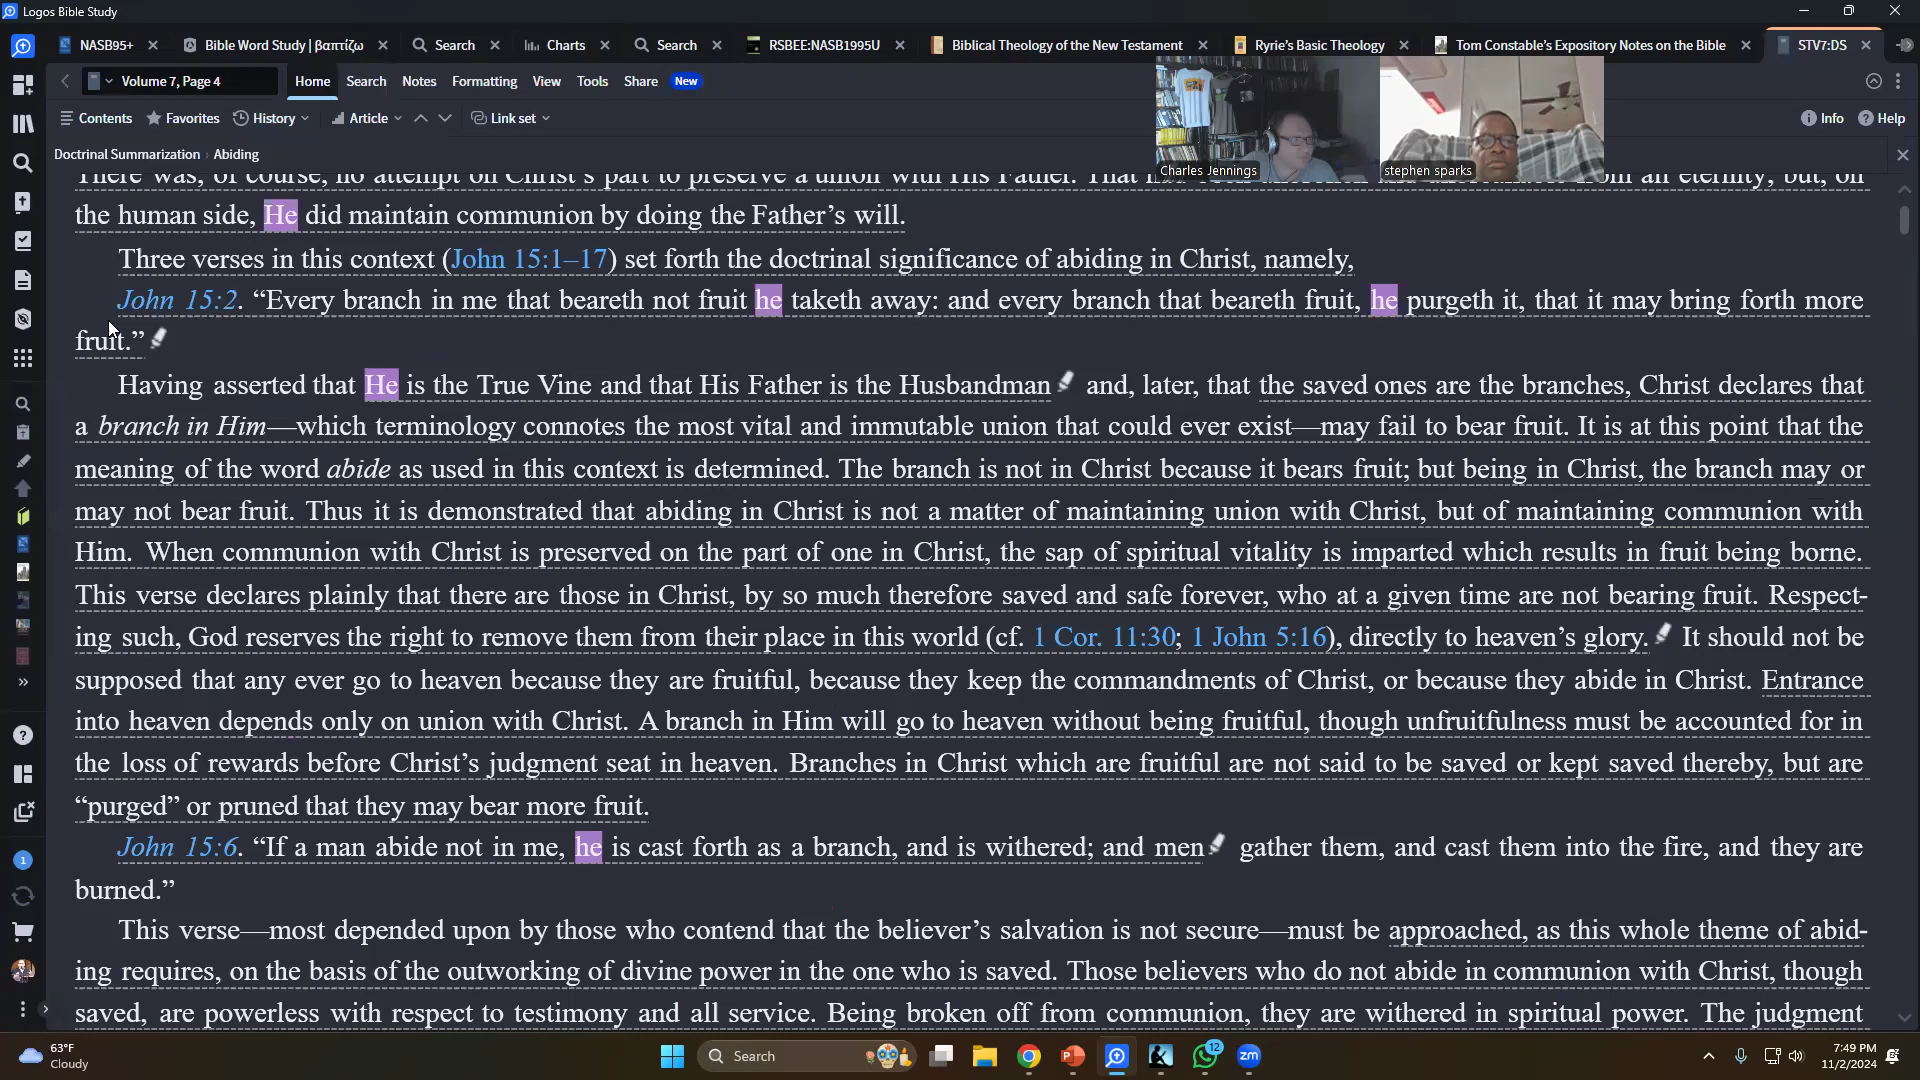 Logos Bible Study
NASB95+
Bible Word Study | βαπτίζω
Search
Charts
Search
RSBEE:NASB1995U
Biblical Theology of the New Testament
Ryrie's Basic Theology
Tom Constable's Expository Notes on the Bible
STV7:DS
Volume 7, Page 4
Home
Search
Notes
Formatting
View
Tools
Share
New
Contents
Favorites
History
Article
Link set
Info
Help
Doctrinal Summarization › Abiding
Charles Jennings
stephen sparks
There was, of course, no attempt on Christ's part to preserve a union with His Father. That had been from all eternity; but, on
the human side, He did maintain communion by doing the Father's will.
Three verses in this context (John 15:1–17) set forth the doctrinal significance of abiding in Christ, namely,
John 15:2. “Every branch in me that beareth not fruit he taketh away: and every branch that beareth fruit, he purgeth it, that it may bring forth more
fruit.”
Having asserted that He is the True Vine and that His Father is the Husbandman and, later, that the saved ones are the branches, Christ declares that
a branch in Him—which terminology connotes the most vital and immutable union that could ever exist—may fail to bear fruit. It is at this point that the
meaning of the word abide as used in this context is determined. The branch is not in Christ because it bears fruit; but being in Christ, the branch may or
may not bear fruit. Thus it is demonstrated that abiding in Christ is not a matter of maintaining union with Christ, but of maintaining communion with
Him. When communion with Christ is preserved on the part of one in Christ, the sap of spiritual vitality is imparted which results in fruit being borne.
This verse declares plainly that there are those in Christ, by so much therefore saved and safe forever, who at a given time are not bearing fruit. Respect-
ing such, God reserves the right to remove them from their place in this world (cf. 1 Cor. 11:30; 1 John 5:16), directly to heaven's glory. It should not be
supposed that any ever go to heaven because they are fruitful, because they keep the commandments of Christ, or because they abide in Christ. Entrance
into heaven depends only on union with Christ. A branch in Him will go to heaven without being fruitful, though unfruitfulness must be accounted for in
the loss of rewards before Christ's judgment seat in heaven. Branches in Christ which are fruitful are not said to be saved or kept saved thereby, but are
“purged” or pruned that they may bear more fruit.
John 15:6. “If a man abide not in me, he is cast forth as a branch, and is withered; and men gather them, and cast them into the fire, and they are
burned.”
This verse—most depended upon by those who contend that the believer's salvation is not secure—must be approached, as this whole theme of abid-
ing requires, on the basis of the outworking of divine power in the one who is saved. Those believers who do not abide in communion with Christ, though
saved, are powerless with respect to testimony and all service. Being broken off from communion, they are withered in spiritual power. The judgment
1
63°F
Cloudy
Search
12
zm
7:49 PM
11/2/2024